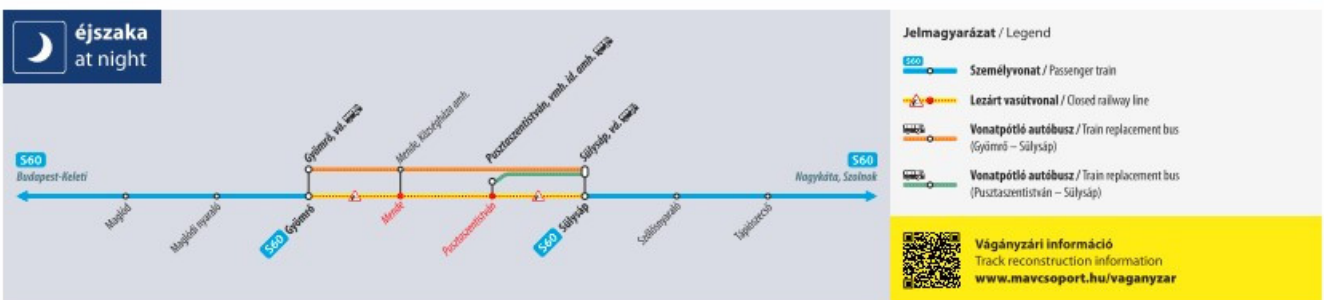 éjszaka
at night
S60
Budapest-Keleti
Maglód
Maglódi nyaraló
Gyömrő, vá.
S60 Gyömrő
Mende, Községháza amh.
Mende
Pusztaszentistván, vmh. id. amh.
Pusztaszentistván
Sülysáp, vá.
S60 Sülysáp
Szőlősnyaraló
Tápiószecső
S60
Nagykáta, Szolnok
Jelmagyarázat / Legend
S60
Személyvonat / Passenger train
Lezárt vasútvonal / Closed railway line
Vonatpótló autóbusz / Train replacement bus
(Gyömrő – Sülysáp)
Vonatpótló autóbusz / Train replacement bus
(Pusztaszentistván – Sülysáp)
Vágányzári információ
Track reconstruction information
www.mavcsoport.hu/vaganyzar